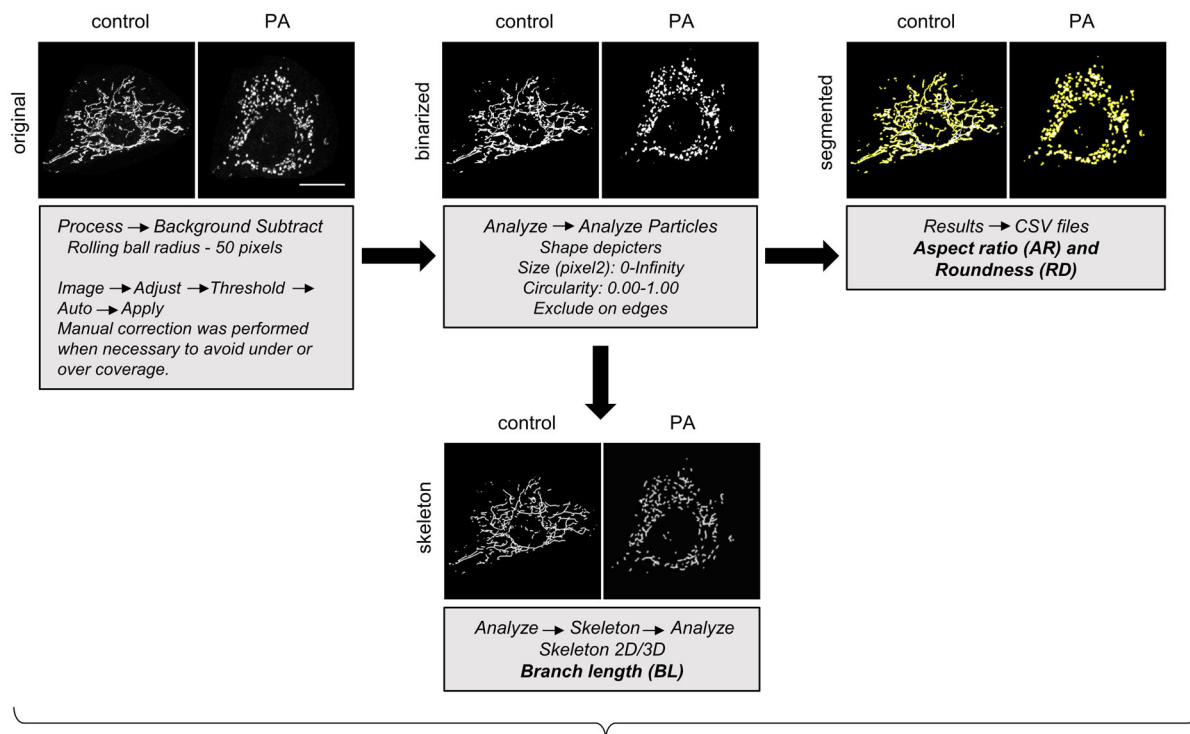 control PA
original
Process → Background Subtract
Rolling ball radius - 50 pixels
Image → Adjust → Threshold →
Auto → Apply
Manual correction was performed
when necessary to avoid under or
over coverage.
control PA
binarized
Analyze → Analyze Particles
Shape depicters
Size (pixel2): 0-Infinity
Circularity: 0.00-1.00
Exclude on edges
control PA
segmented
Results → CSV files
Aspect ratio (AR) and
Roundness (RD)
control PA
skeleton
Analyze → Skeleton → Analyze
Skeleton 2D/3D
Branch length (BL)